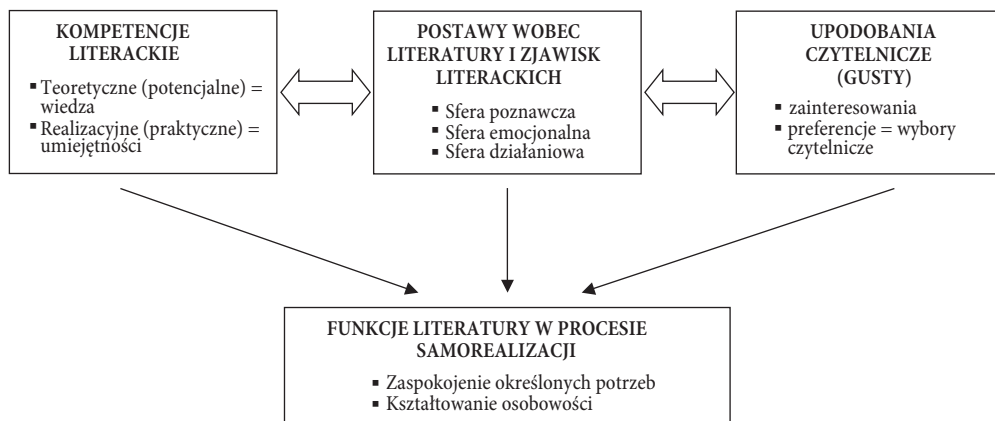 KOMPETENCJE
LITERACKIE
▪ Teoretyczne (potencjalne) =
wiedza
▪ Realizacyjne (praktyczne) =
umiejętności
POSTAWY WOBEC
LITERATURY I ZJAWISK
LITERACKICH
▪ Sfera poznawcza
▪ Sfera emocjonalna
▪ Sfera działaniowa
UPODOBANIA
CZYTELNICZE
(GUSTY)
▪ zainteresowania
▪ preferencje = wybory
czytelnicze
FUNKCJE LITERATURY W PROCESIE
SAMOREALIZACJI
▪ Zaspokojenie określonych potrzeb
▪ Kształtowanie osobowości